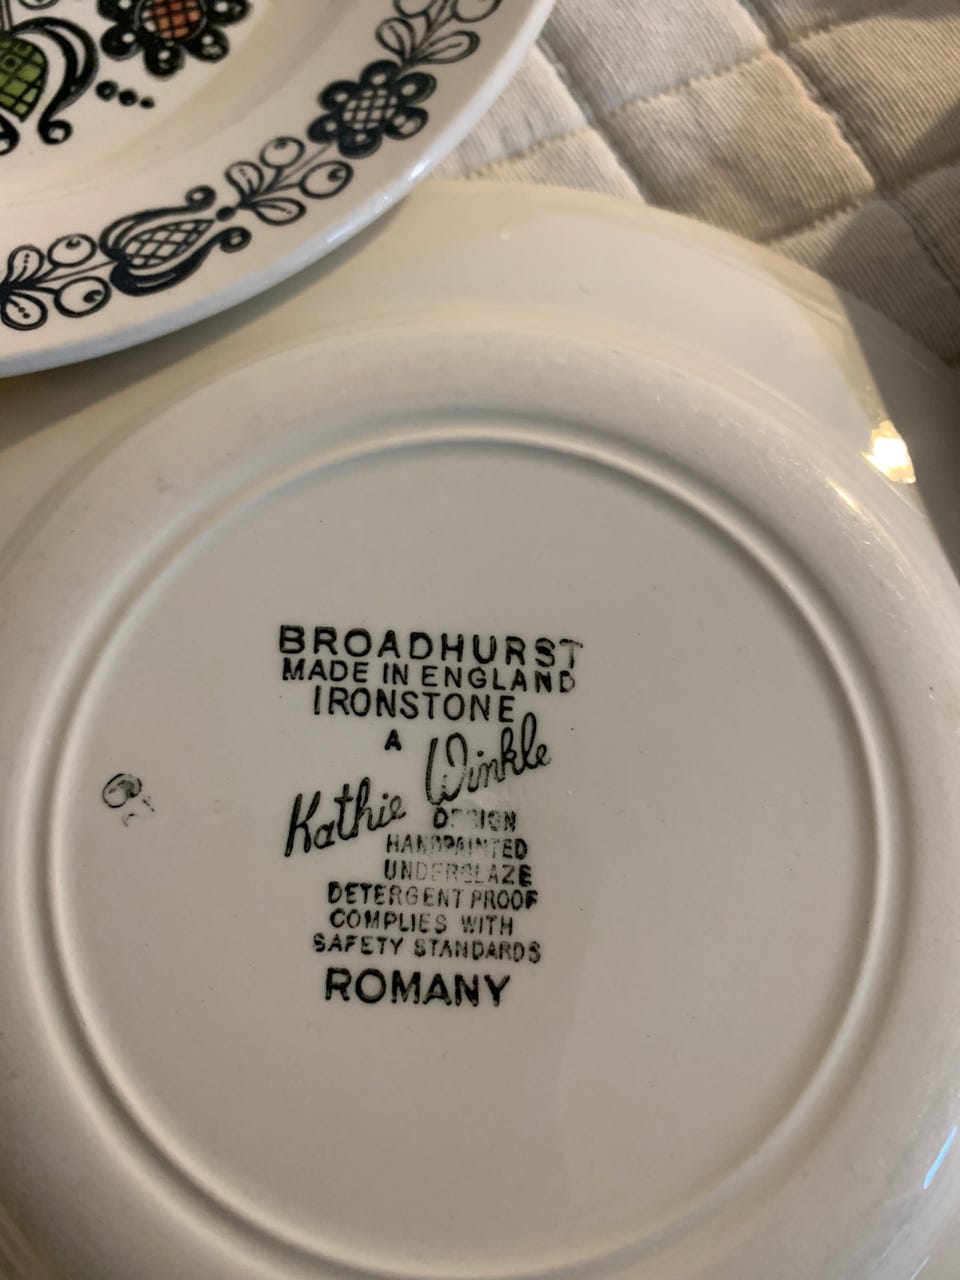 BROADHURST
MADE IN ENGLAND
IRONSTONE
A
Kathie Winkle
DESIGN
HANDPAINTED
UNDERGLAZE
DETERGENT PROOF
COMPLIES WITH
SAFETY STANDARDS
ROMANY